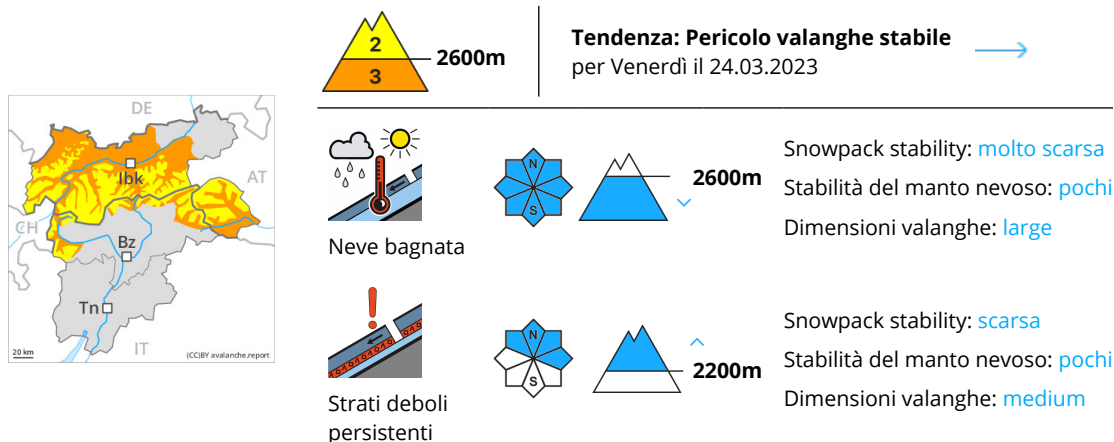 2
3
2600m
Tendenza: Pericolo valanghe stabile
per Venerdì il 24.03.2023
DE
Ibk
AT
CH
Bz
Tn
IT
20 km
(CC)BY avalanche.report
Neve bagnata
N
S
2600m
Snowpack stability: molto scarsa
Stabilità del manto nevoso: pochi
Dimensioni valanghe: large
Strati deboli
persistenti
N
S
2200m
Snowpack stability: scarsa
Stabilità del manto nevoso: pochi
Dimensioni valanghe: medium